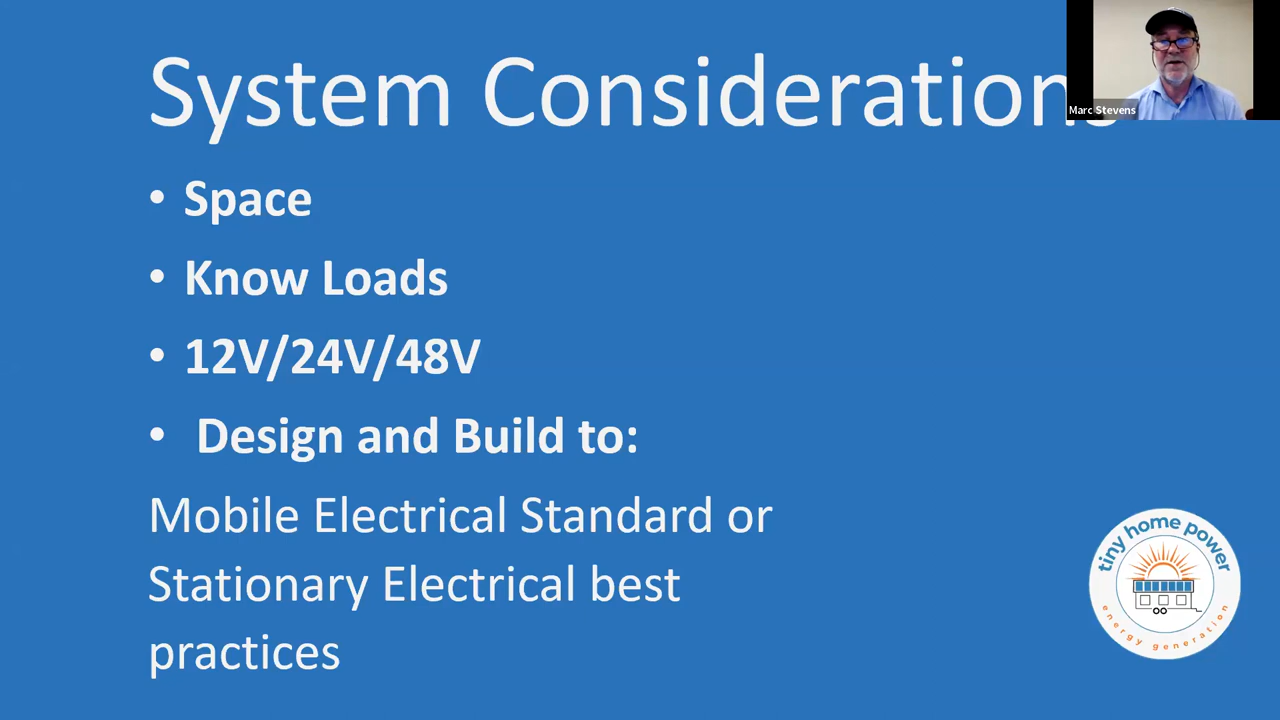 System Considerations
Marc Stevens
• Space
• Know Loads
• 12V/24V/48V
• Design and Build to:
Mobile Electrical Standard or
Stationary Electrical best
practices
tiny home power
energy generation